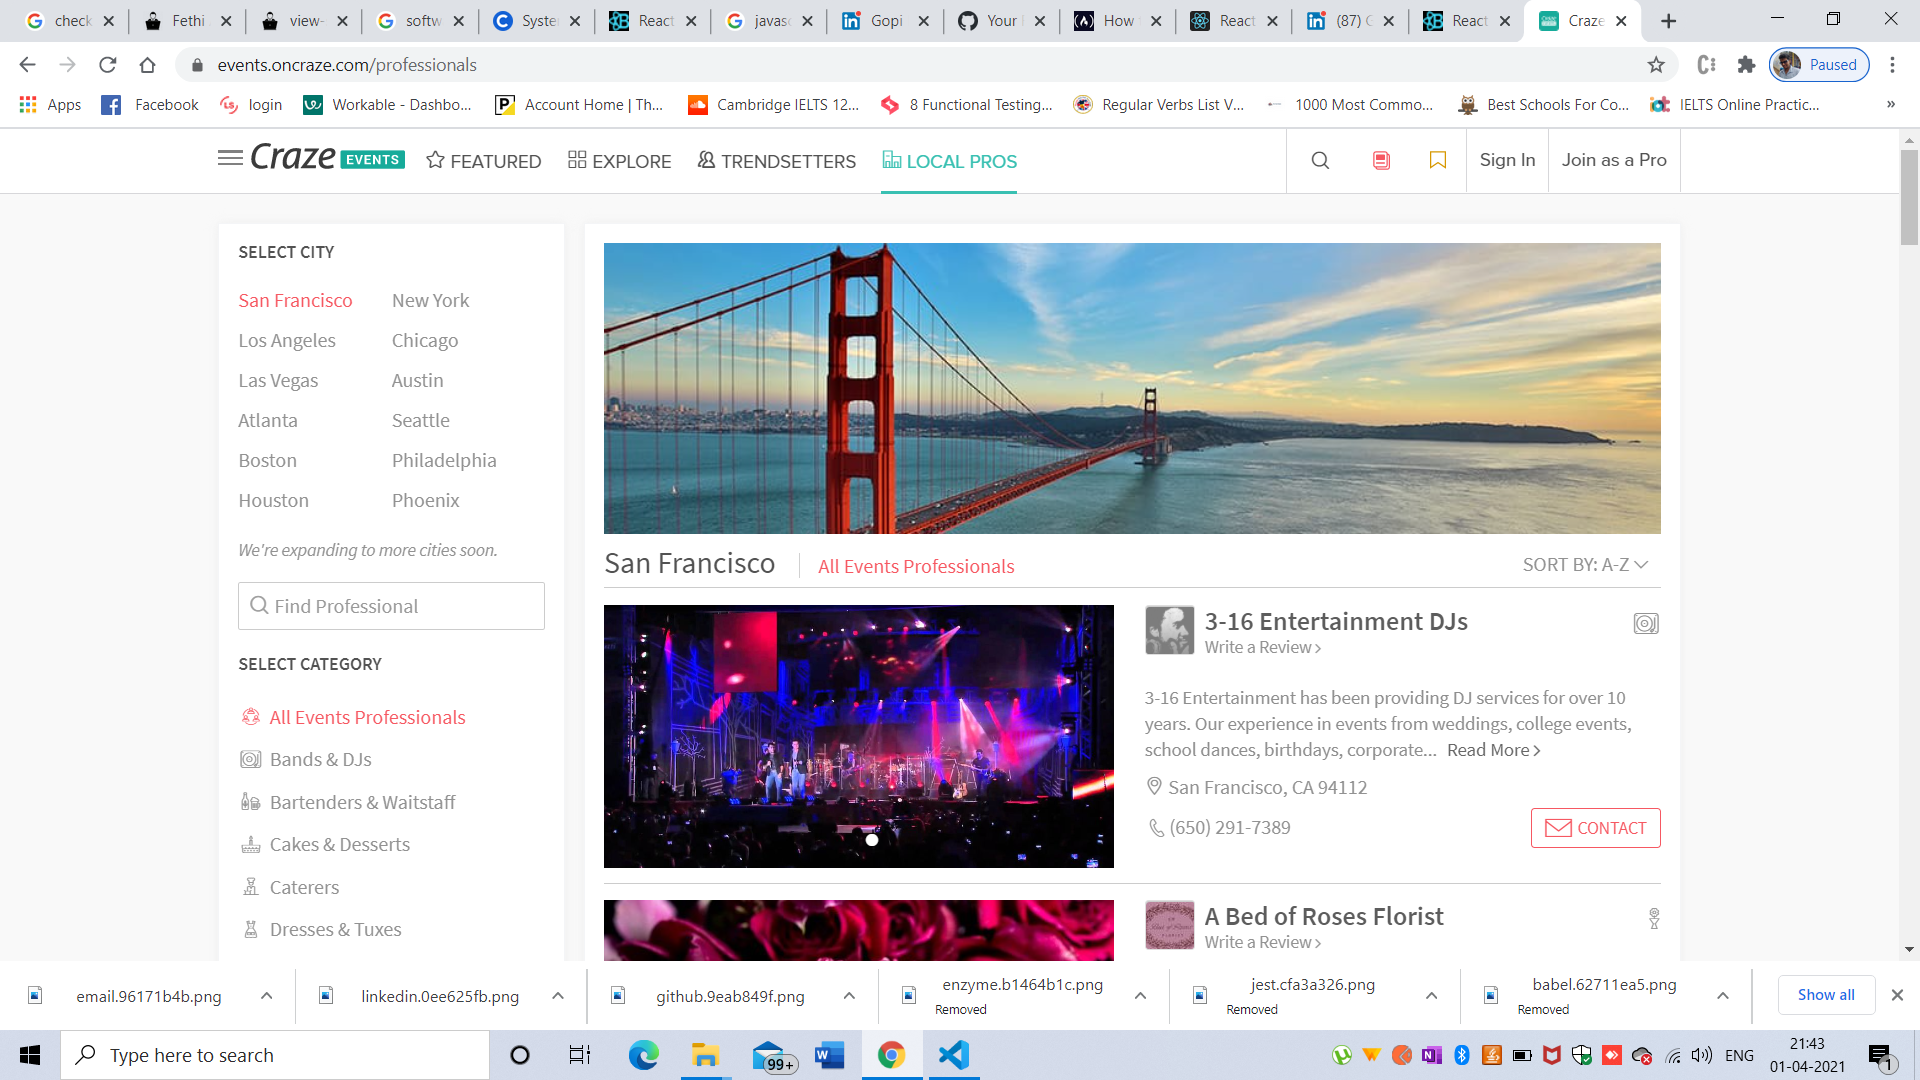 check
Fethi
view-
softw
Syste
React
javasc
Gopi
Your
How
React
(87) G
React
Craze
events.oncraze.com/professionals
Paused
Apps
Facebook
login
Workable - Dashbo...
Account Home | Th...
Cambridge IELTS 12...
8 Functional Testing...
Regular Verbs List V...
1000 Most Commo...
Best Schools For Co...
IELTS Online Practic...
»
Craze EVENTS
FEATURED
EXPLORE
TRENDSETTERS
LOCAL PROS
Sign In
Join as a Pro
SELECT CITY
San Francisco New York
Los Angeles Chicago
Las Vegas Austin
Atlanta Seattle
Boston Philadelphia
Houston Phoenix
We're expanding to more cities soon.
Find Professional
SELECT CATEGORY
All Events Professionals
Bands & DJs
Bartenders & Waitstaff
Cakes & Desserts
Caterers
Dresses & Tuxes
San Francisco
All Events Professionals
SORT BY: A-Z
3-16 Entertainment DJs
Write a Review >
3-16 Entertainment has been providing DJ services for over 10
years. Our experience in events from weddings, college events,
school dances, birthdays, corporate... Read More >
San Francisco, CA 94112
(650) 291-7389
CONTACT
A Bed of Roses Florist
Write a Review >
email.96171b4b.png
linkedin.0ee625fb.png
github.9eab849f.png
enzyme.b1464b1c.png
Removed
jest.cfa3a326.png
Removed
babel.62711ea5.png
Removed
Show all
Type here to search
99+
ENG
21:43
01-04-2021
1